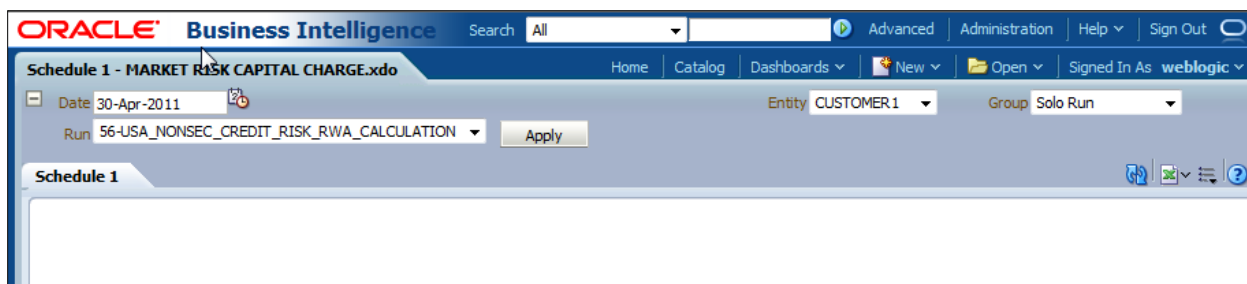 ORACLE Business Intelligence Search All Advanced Administration Help Sign Out
Schedule 1 - MARKET RISK CAPITAL CHARGE.xdo Home Catalog Dashboards New Open Signed In As weblogic
Date 30-Apr-2011 Entity CUSTOMER1 Group Solo Run
Run 56-USA_NONSEC_CREDIT_RISK_RWA_CALCULATION Apply
Schedule 1